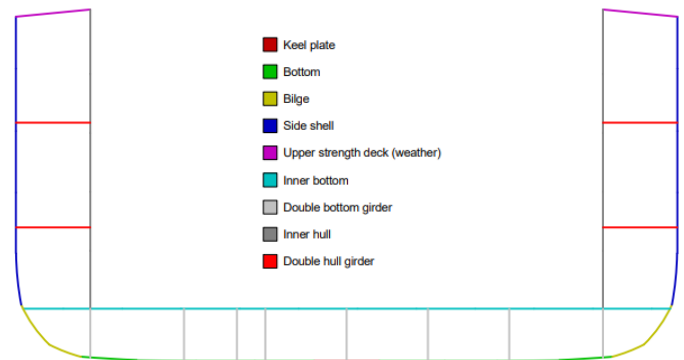 Keel plate
Bottom
Bilge
Side shell
Upper strength deck (weather)
Inner bottom
Double bottom girder
Inner hull
Double hull girder